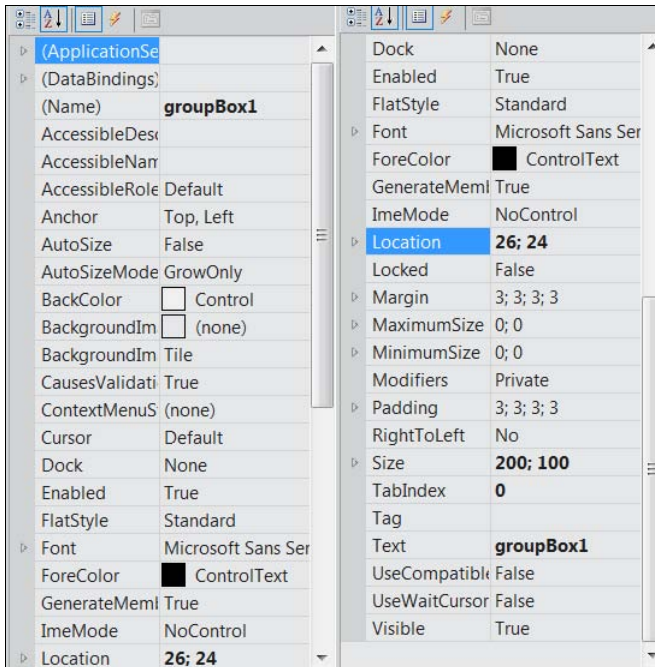 (ApplicationSe
(DataBindings)
(Name) groupBox1
AccessibleDesc
AccessibleNam
AccessibleRole Default
Anchor Top, Left
AutoSize False
AutoSizeMode GrowOnly
BackColor Control
BackgroundIm (none)
BackgroundIm Tile
CausesValidati True
ContextMenuS (none)
Cursor Default
Dock None
Enabled True
FlatStyle Standard
Font Microsoft Sans Ser
ForeColor ControlText
GenerateMeml True
ImeMode NoControl
Location 26; 24
Dock None
Enabled True
FlatStyle Standard
Font Microsoft Sans Ser
ForeColor ControlText
GenerateMeml True
ImeMode NoControl
Location 26; 24
Locked False
Margin 3; 3; 3; 3
MaximumSize 0; 0
MinimumSize 0; 0
Modifiers Private
Padding 3; 3; 3; 3
RightToLeft No
Size 200; 100
TabIndex 0
Tag
Text groupBox1
UseCompatible False
UseWaitCursor False
Visible True